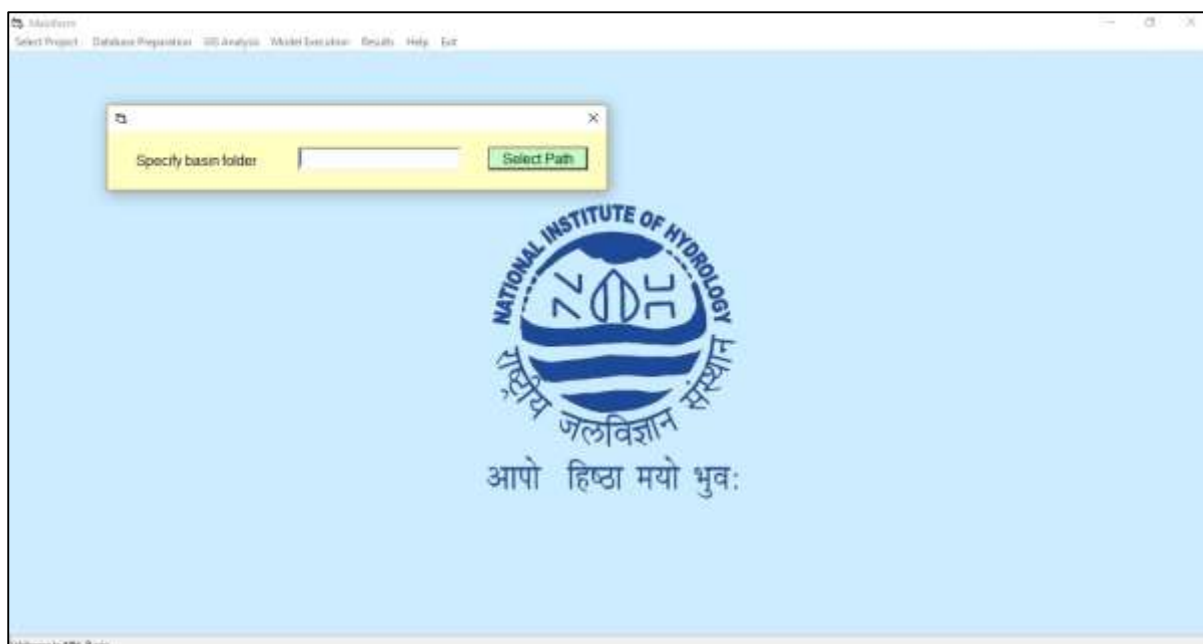 Mainform
Select Project Database Preparation GIS Analysis Model Execution Results Help Exit
Specify basin folder
Select Path
NATIONAL INSTITUTE OF HYDROLOGY
राष्ट्रीय जलविज्ञान संस्थान
आपो हिष्ठा मयो भुव: